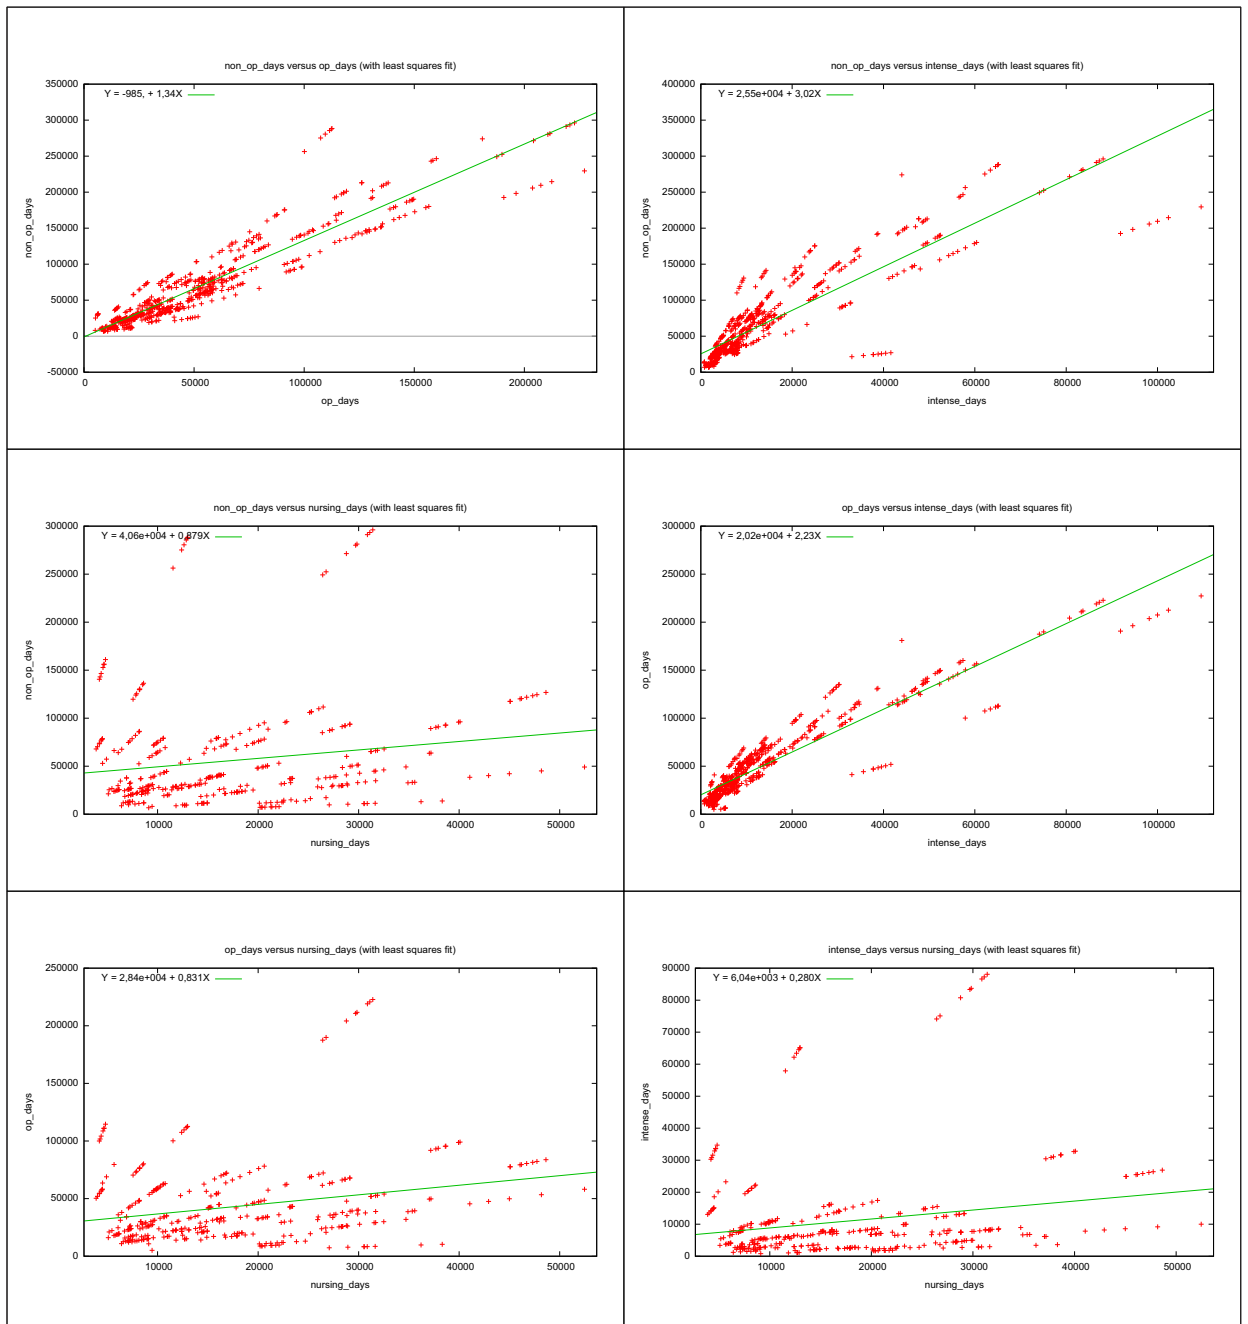 non_op_days versus op_days (with least squares fit)
Y = -985, + 1,34X
350000
300000
250000
200000
150000
100000
50000
0
-50000
non_op_days
0 50000 100000 150000 200000
op_days
non_op_days versus intense_days (with least squares fit)
Y = 2,55e+004 + 3,02X
400000
350000
300000
250000
200000
150000
100000
50000
0
non_op_days
0 20000 40000 60000 80000 100000
intense_days
non_op_days versus nursing_days (with least squares fit)
Y = 4,06e+004 + 0,879X
300000
250000
200000
150000
100000
50000
0
non_op_days
10000 20000 30000 40000 50000
nursing_days
op_days versus intense_days (with least squares fit)
Y = 2,02e+004 + 2,23X
300000
250000
200000
150000
100000
50000
0
op_days
0 20000 40000 60000 80000 100000
intense_days
op_days versus nursing_days (with least squares fit)
Y = 2,84e+004 + 0,831X
250000
200000
150000
100000
50000
0
op_days
10000 20000 30000 40000 50000
nursing_days
intense_days versus nursing_days (with least squares fit)
Y = 6,04e+003 + 0,280X
90000
80000
70000
60000
50000
40000
30000
20000
10000
0
intense_days
10000 20000 30000 40000 50000
nursing_days